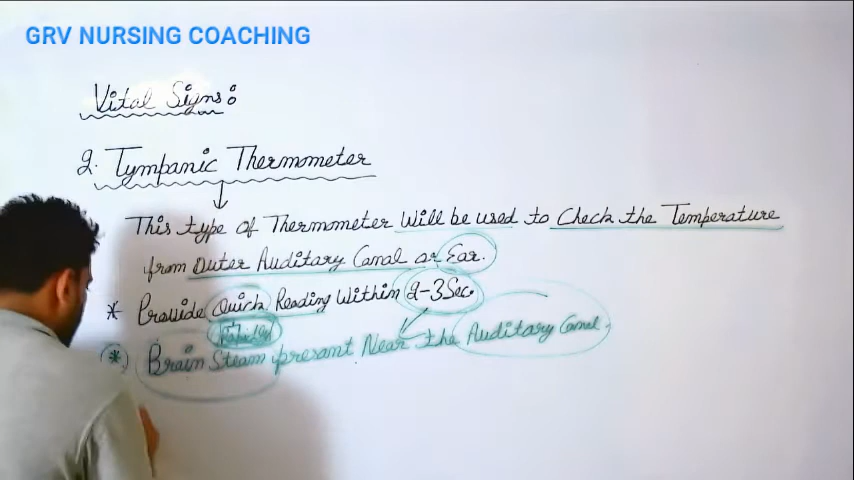 GRV NURSING COACHING
Vital Signs:
2. Tympanic Thermometer
This type of Thermometer Will be used to Check the Temperature
from Outer Auditary Canal or Ear.
* Provide Quick Reading Within 2-3 Sec.
Rapidly
* Brain Steam presant Near the Auditary Canal.